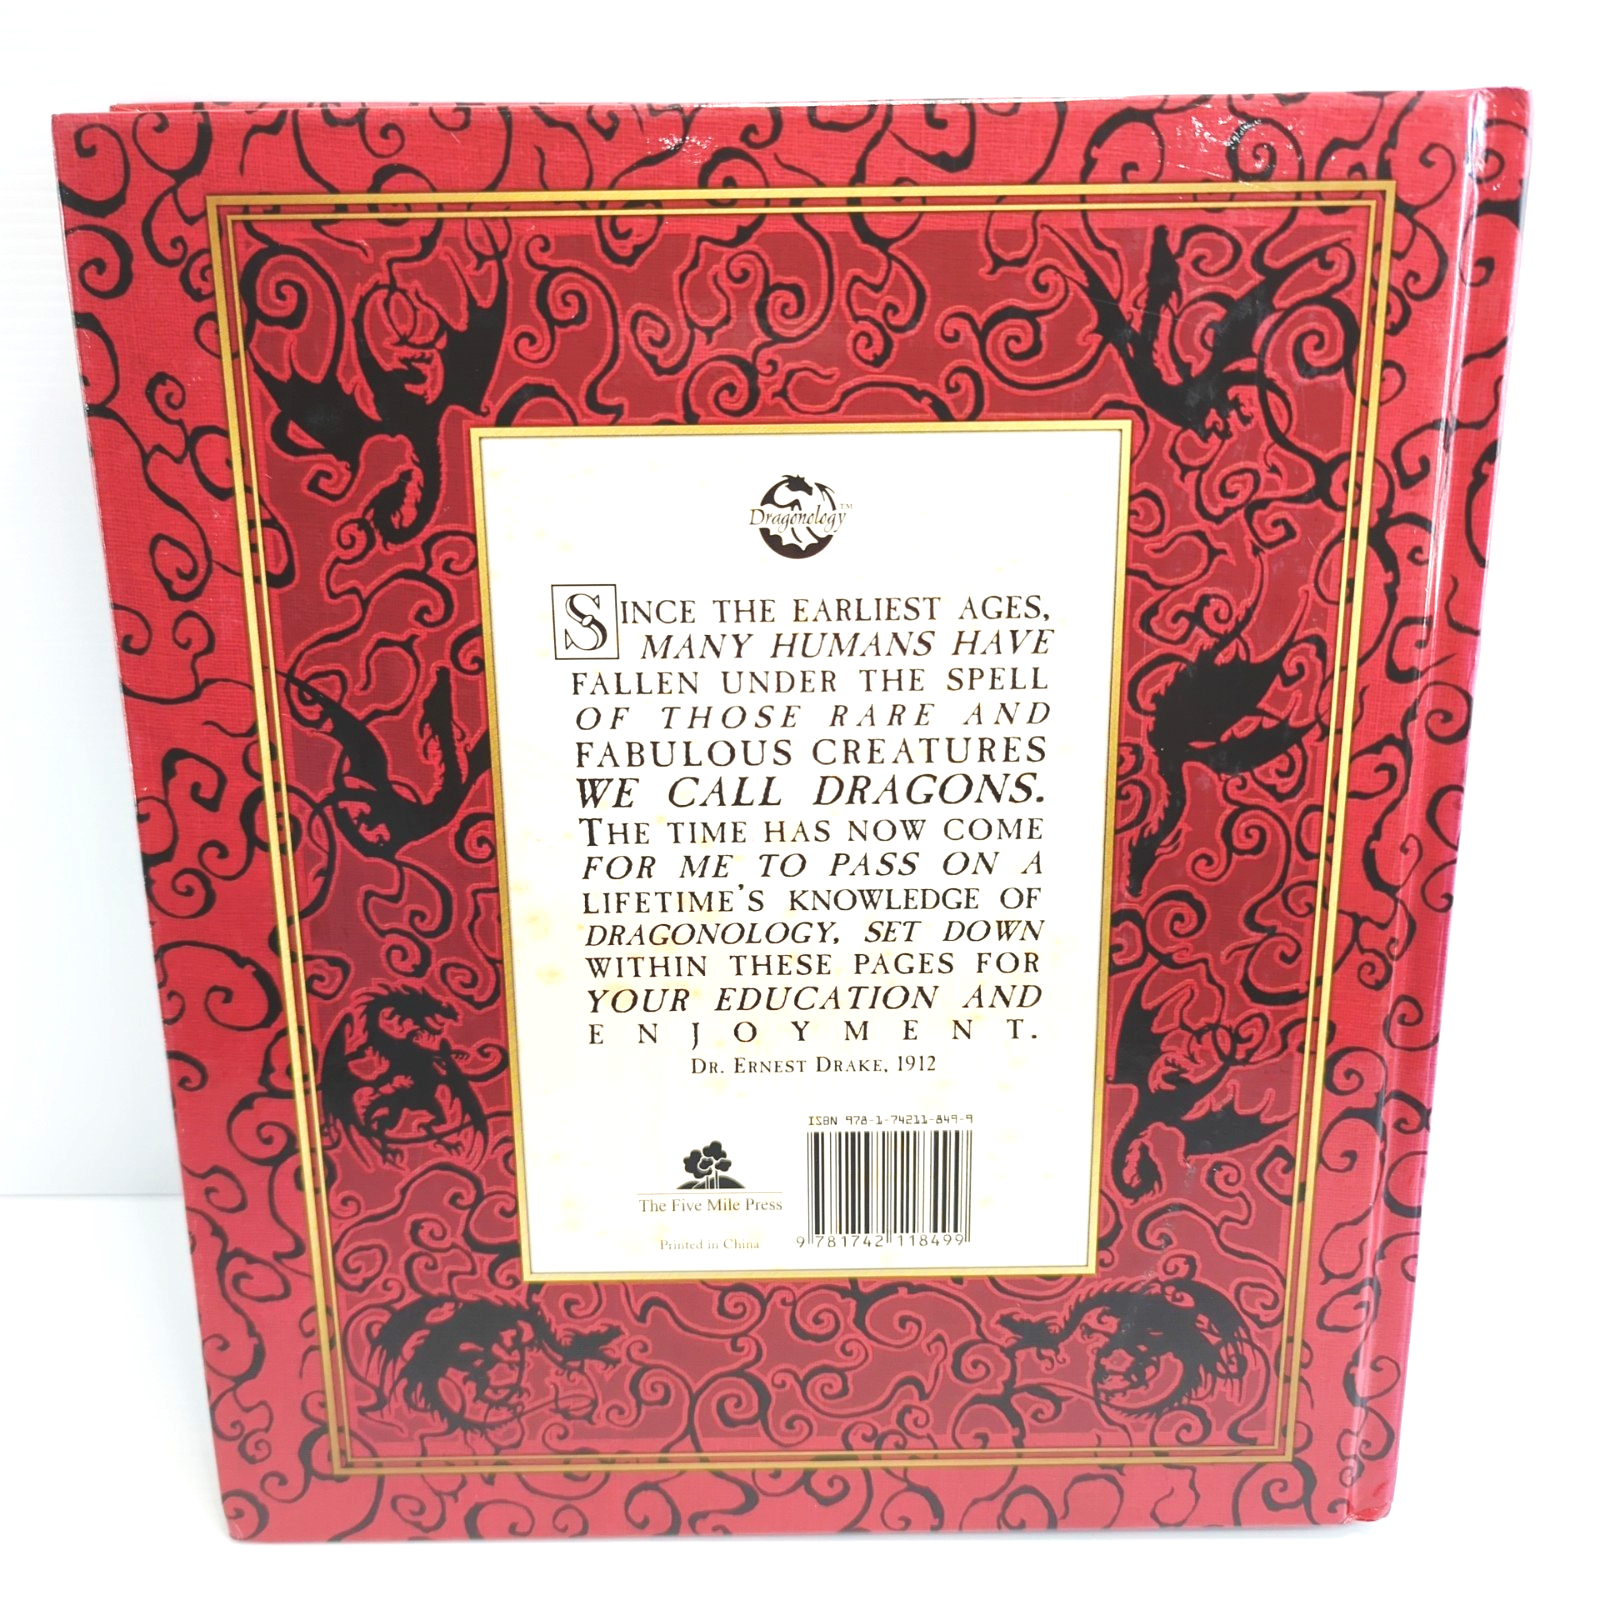 Dragonology™
SINCE THE EARLIEST AGES,
MANY HUMANS HAVE
FALLEN UNDER THE SPELL
OF THOSE RARE AND
FABULOUS CREATURES
WE CALL DRAGONS.
THE TIME HAS NOW COME
FOR ME TO PASS ON A
LIFETIME'S KNOWLEDGE OF
DRAGONOLOGY, SET DOWN
WITHIN THESE PAGES FOR
YOUR EDUCATION AND
ENJOYMENT.
DR. ERNEST DRAKE, 1912
ISBN 978-1-74211-849-9
The Five Mile Press
Printed in China
9 781742 118499